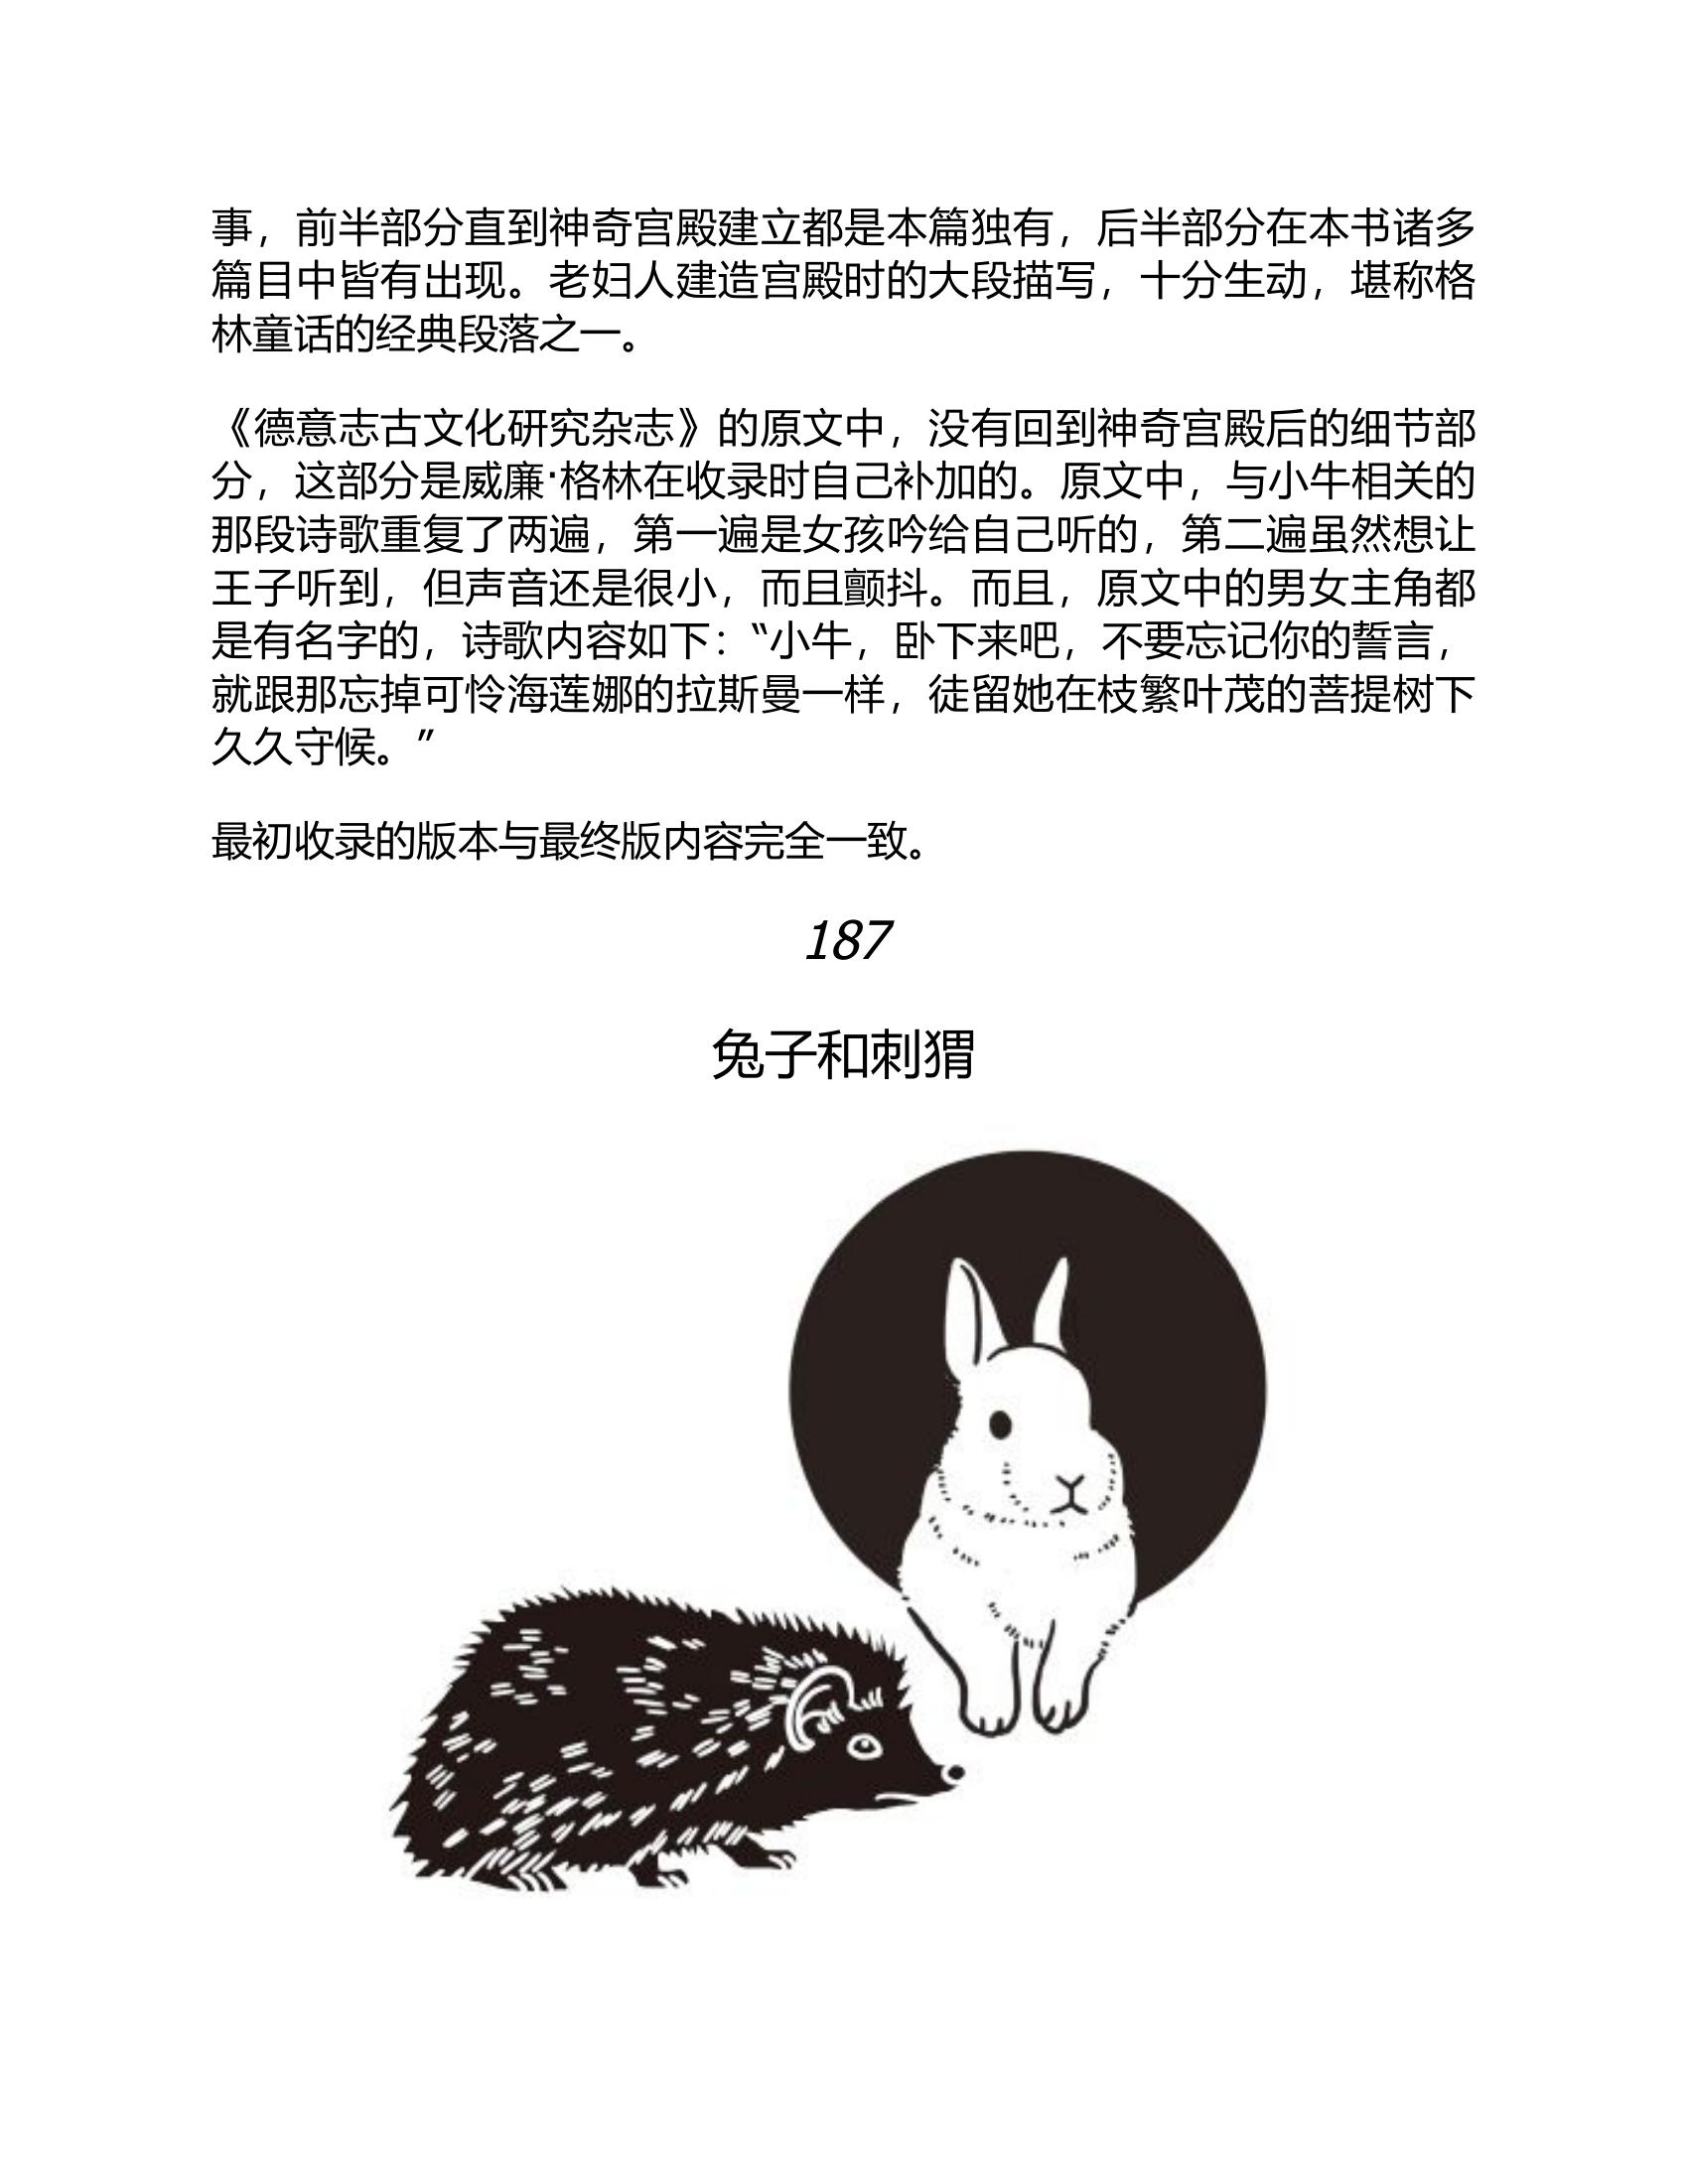 事，前半部分直到神奇宫殿建立都是本篇独有，后半部分在本书诸多
篇目中皆有出现。老妇人建造宫殿时的大段描写，十分生动，堪称格
林童话的经典段落之一。
《德意志古文化研究杂志》的原文中，没有回到神奇宫殿后的细节部
分，这部分是威廉·格林在收录时自己补加的。原文中，与小牛相关的
那段诗歌重复了两遍，第一遍是女孩吟给自己听的，第二遍虽然想让
王子听到，但声音还是很小，而且颤抖。而且，原文中的男女主角都
是有名字的，诗歌内容如下：“小牛，卧下来吧，不要忘记你的誓言，
就跟那忘掉可怜海莲娜的拉斯曼一样，徒留她在枝繁叶茂的菩提树下
久久守候。”
最初收录的版本与最终版内容完全一致。
187
兔子和刺猬